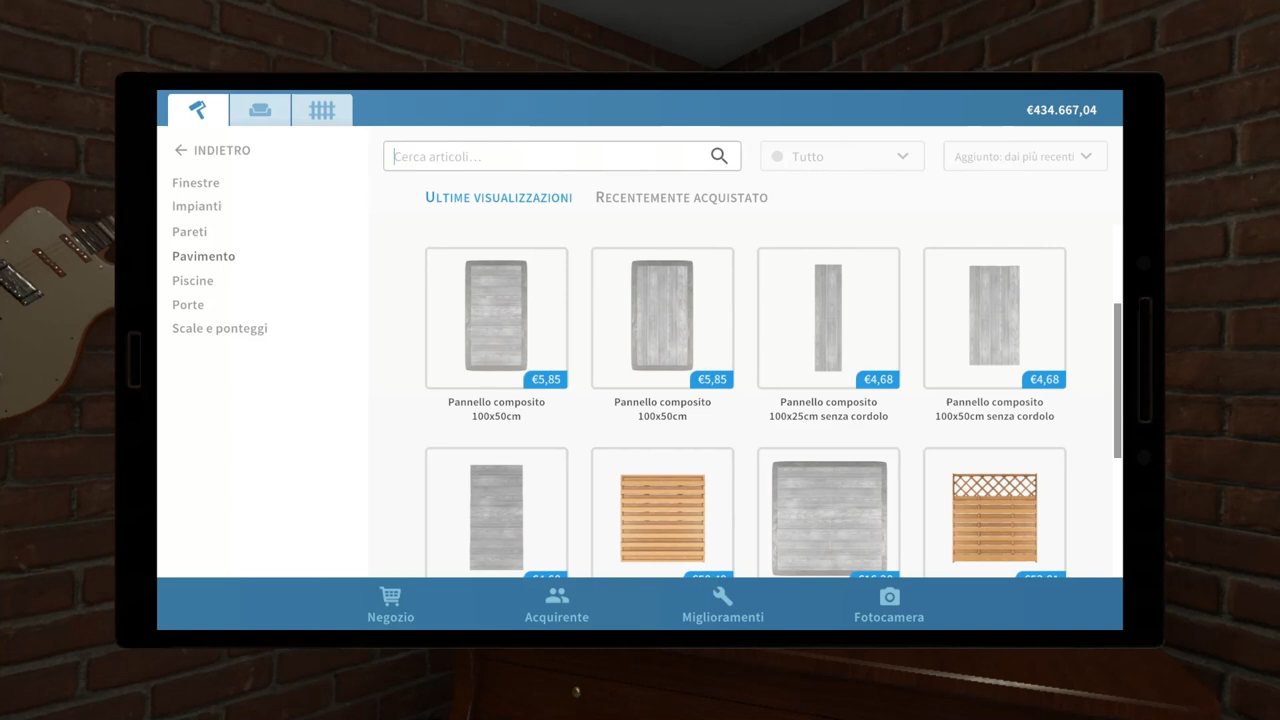 €434.667,04
INDIETRO
Finestre
Impianti
Pareti
Pavimento
Piscine
Porte
Scale e ponteggi
Cerca articoli...
Tutto
Aggiunto: dai più recenti
ULTIME VISUALIZZAZIONI
RECENTEMENTE ACQUISTATO
€5,85
€5,85
€4,68
€4,68
Pannello composito
100x50cm
Pannello composito
100x50cm
Pannello composito
100x25cm senza cordolo
Pannello composito
100x50cm senza cordolo
Negozio
Acquirente
Miglioramenti
Fotocamera